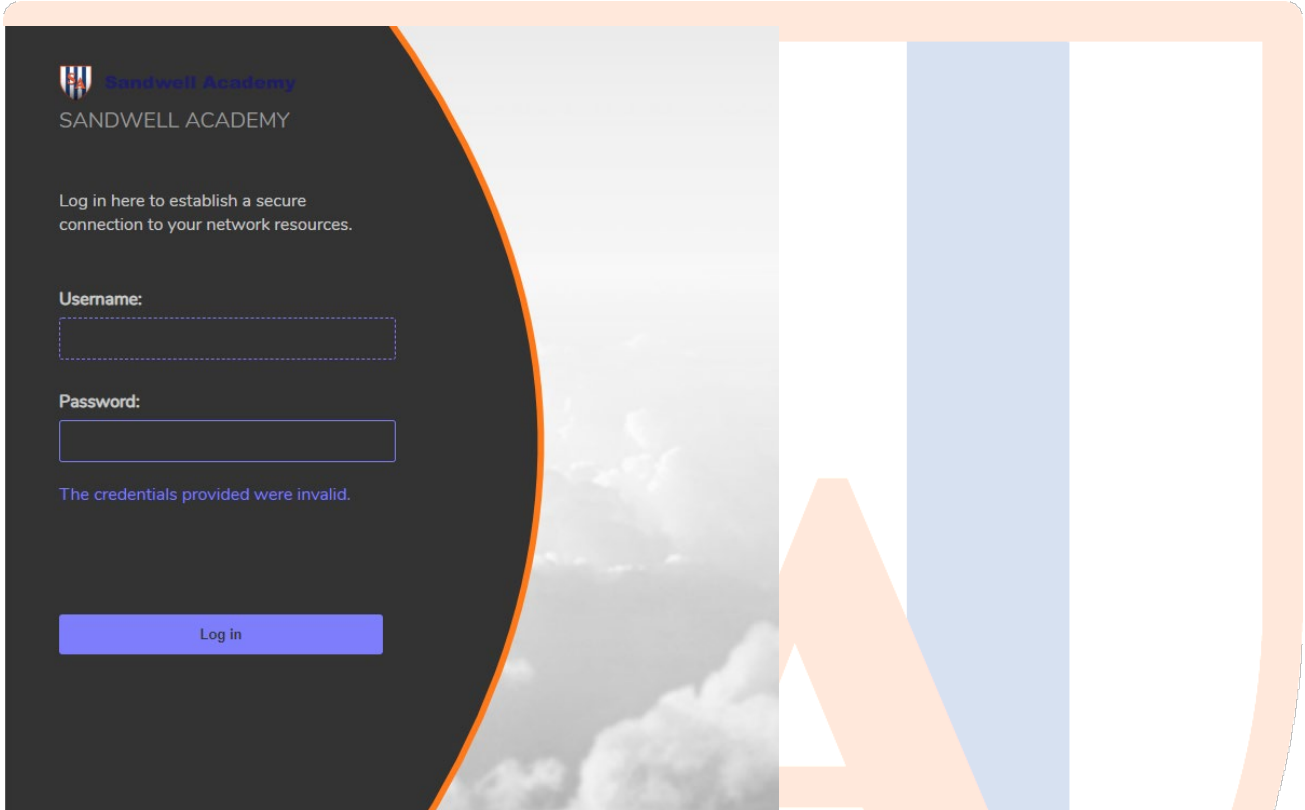 SA
Sandwell Academy
SANDWELL ACADEMY
Log in here to establish a secure
connection to your network resources.
Username:
Password:
The credentials provided were invalid.
Log in
A